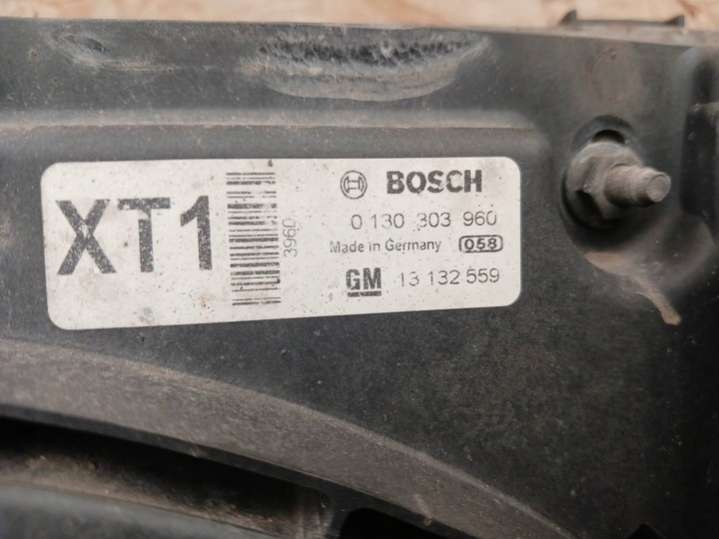 XT1
3960
BOSCH
0 130 303 960
Made in Germany 058
GM 13 132 559